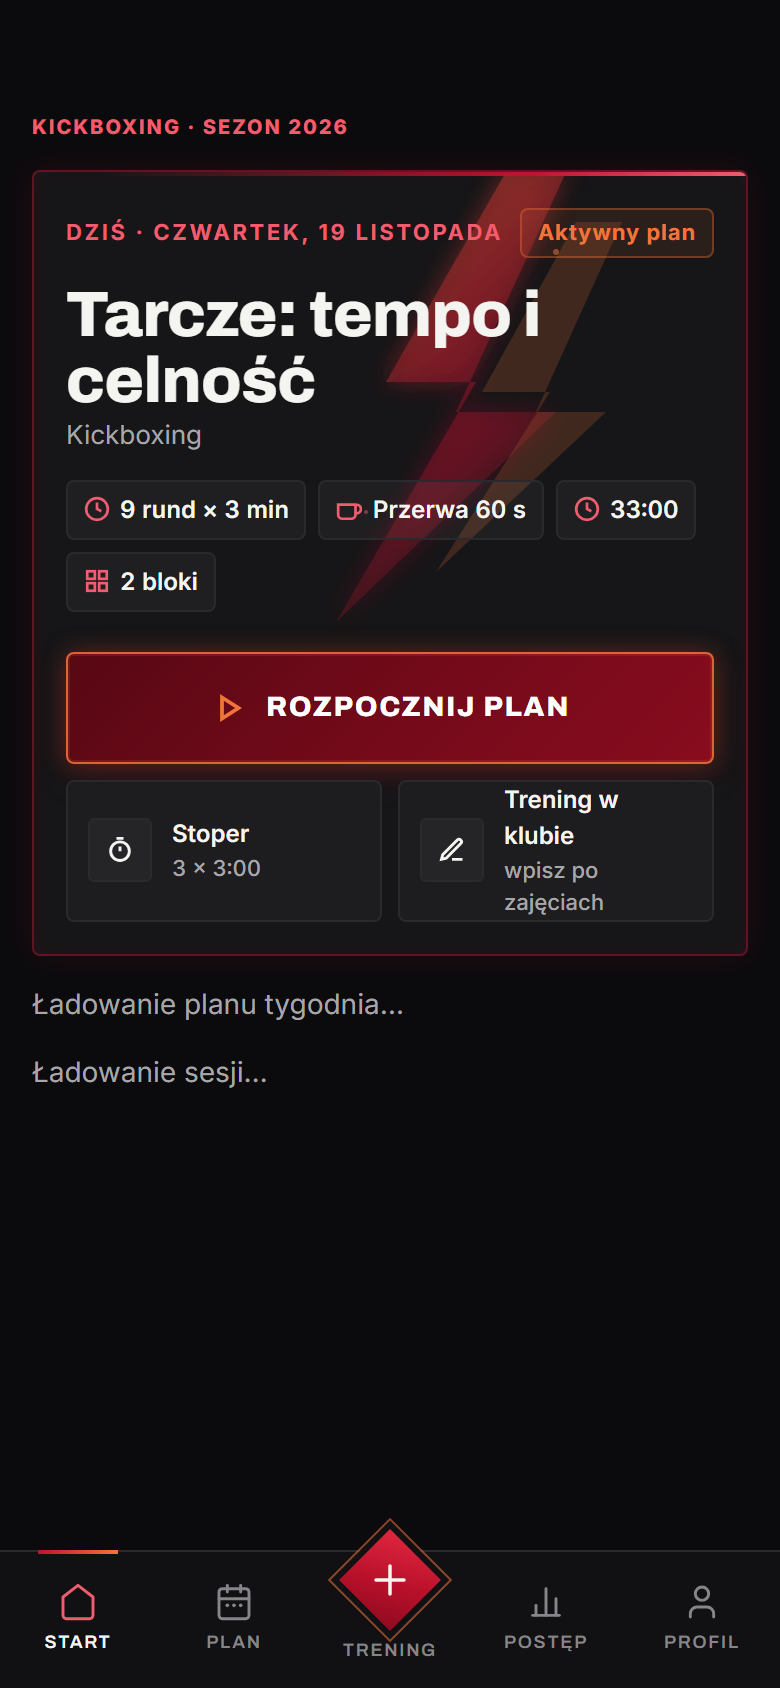 KICKBOXING · SEZON 2026
DZIŚ · CZWARTEK, 19 LISTOPADA
Aktywny plan
Tarcze: tempo i
celność
Kickboxing
9 rund × 3 min
Przerwa 60 s
33:00
2 bloki
ROZPOCZNIJ PLAN
Stoper
3 × 3:00
Trening w
klubie
wpisz po
zajęciach
Ładowanie planu tygodnia...
Ładowanie sesji...
START
PLAN
TRENING
POSTĘP
PROFIL